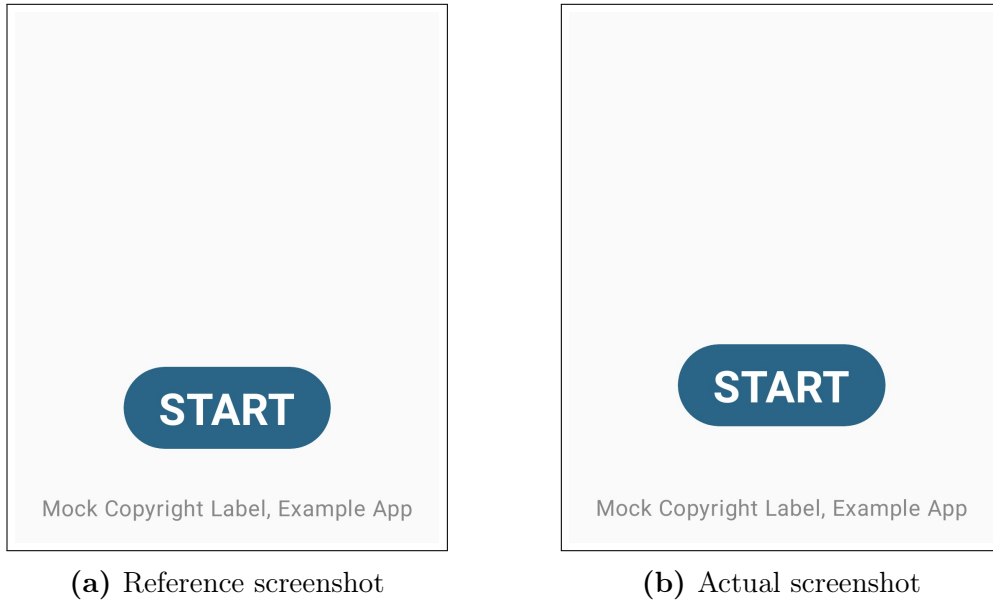 START
Mock Copyright Label, Example App
(a) Reference screenshot
START
Mock Copyright Label, Example App
(b) Actual screenshot